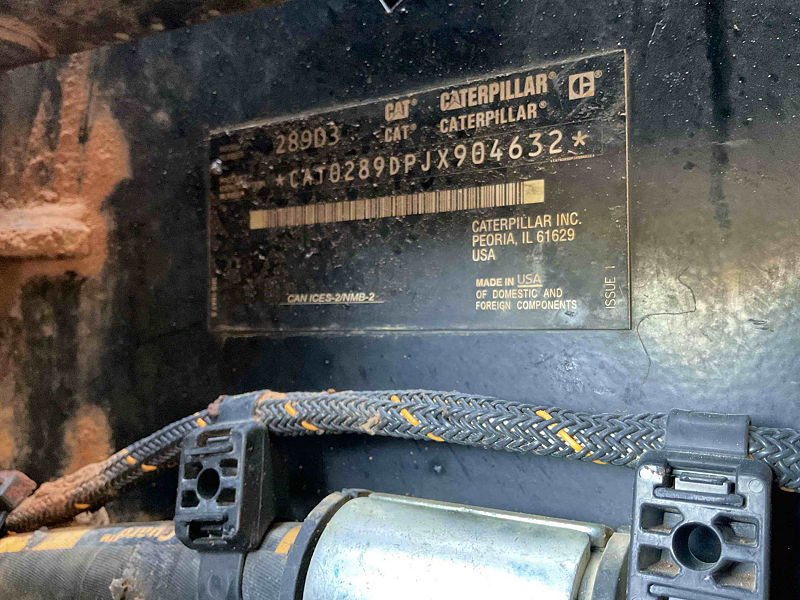 CAT® CATERPILLAR®
289D3 CAT® CATERPILLAR®
*CAT0289DPJX904632*
CATERPILLAR INC.
PEORIA, IL 61629
USA
MADE IN USA
OF DOMESTIC AND
FOREIGN COMPONENTS
CAN ICES-2/NMB-2
ISSUE 1